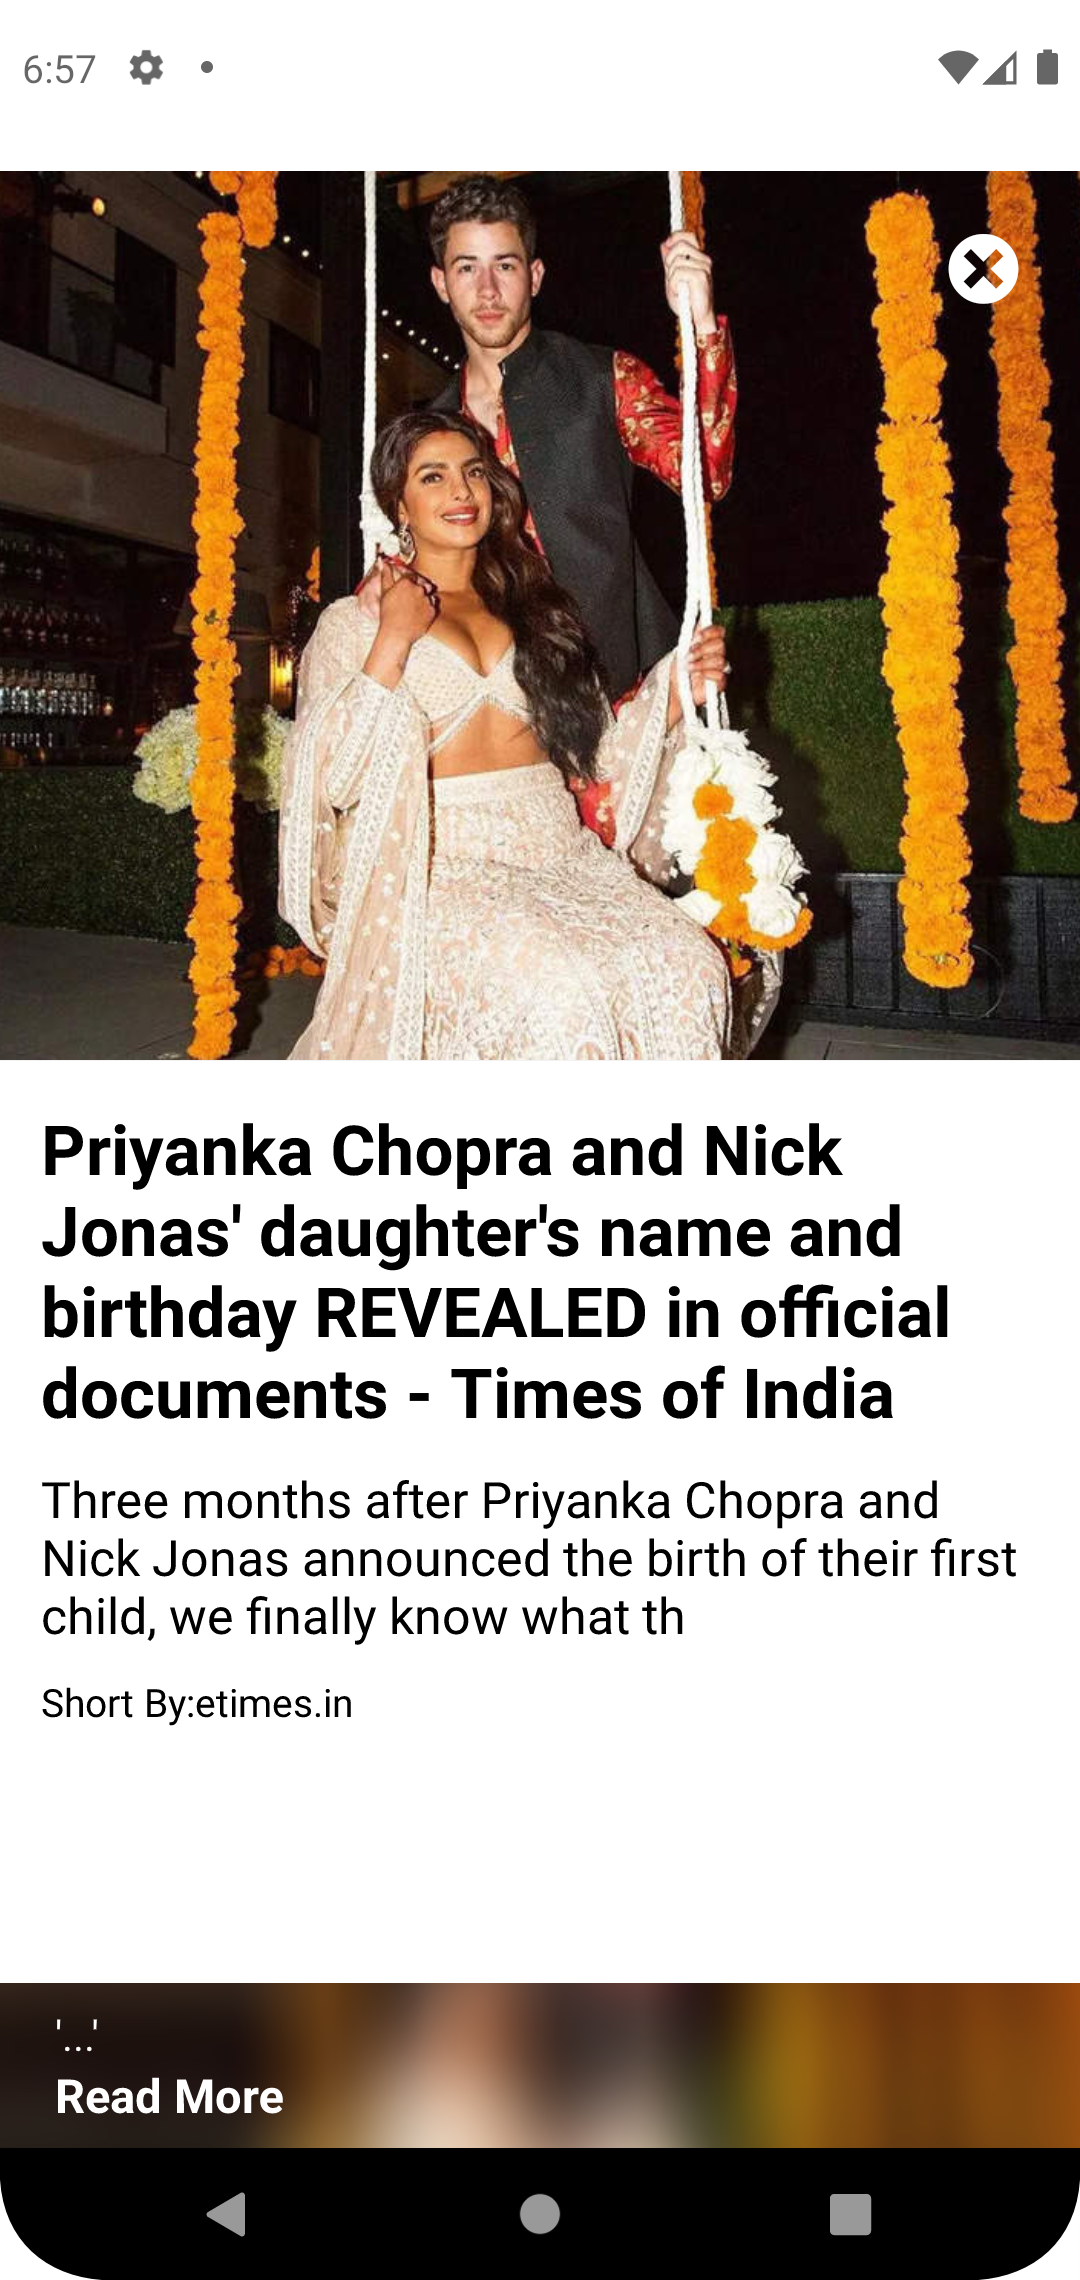 6:57
Priyanka Chopra and Nick
Jonas' daughter's name and
birthday REVEALED in official
documents - Times of India
Three months after Priyanka Chopra and
Nick Jonas announced the birth of their first
child, we finally know what th
Short By:etimes.in
'...'
Read More